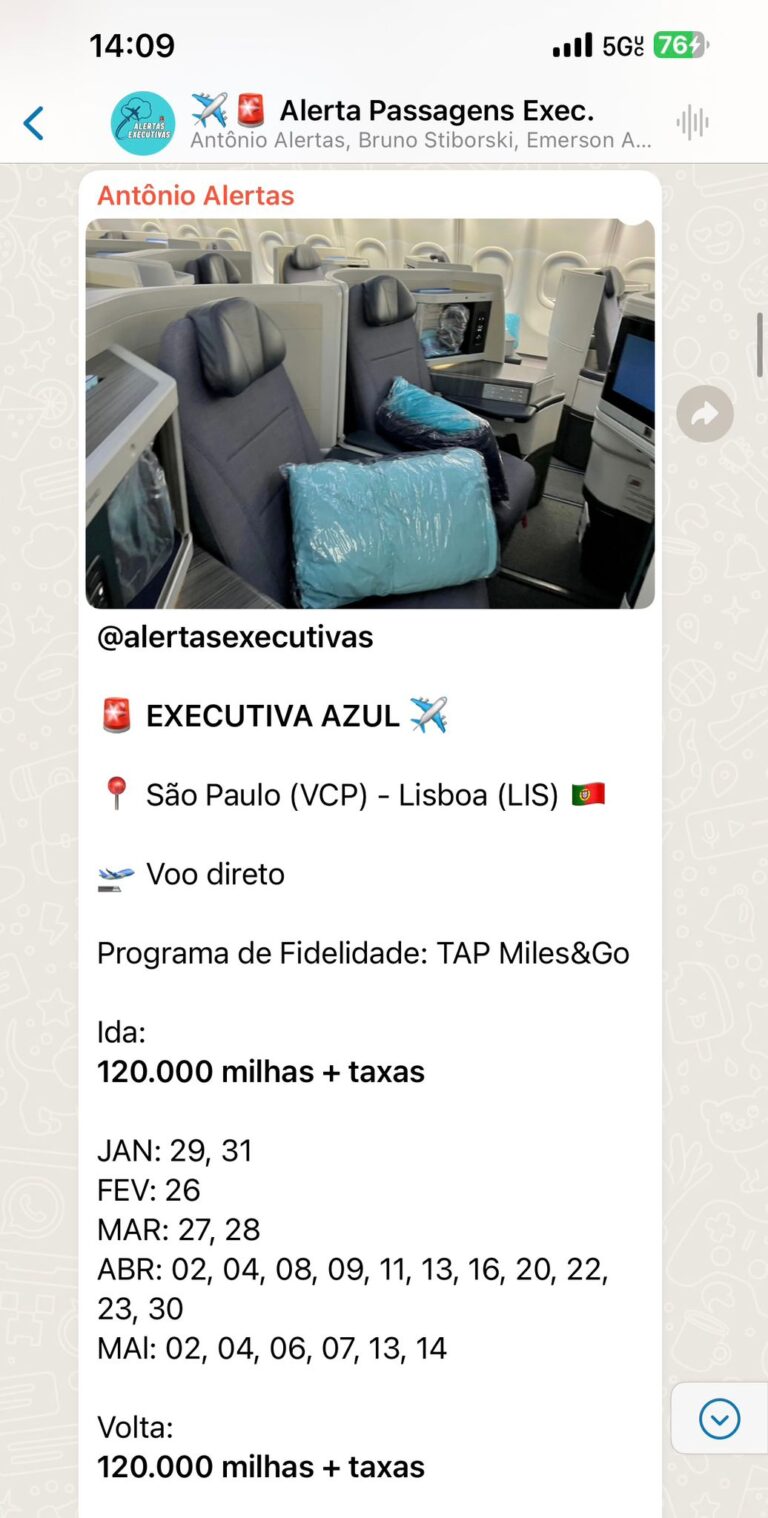 14:09
5GUC
76
Alerta Passagens Exec.
Antônio Alertas, Bruno Stiborski, Emerson A...
ALERTAS
EXECUTIVAS
Antônio Alertas
@alertasexecutivas
🚨 EXECUTIVA AZUL ✈️
📍 São Paulo (VCP) - Lisboa (LIS) 🇵🇹
🛫 Voo direto
Programa de Fidelidade: TAP Miles&Go
Ida:
120.000 milhas + taxas
JAN: 29, 31
FEV: 26
MAR: 27, 28
ABR: 02, 04, 08, 09, 11, 13, 16, 20, 22,
23, 30
MAl: 02, 04, 06, 07, 13, 14
Volta:
120.000 milhas + taxas